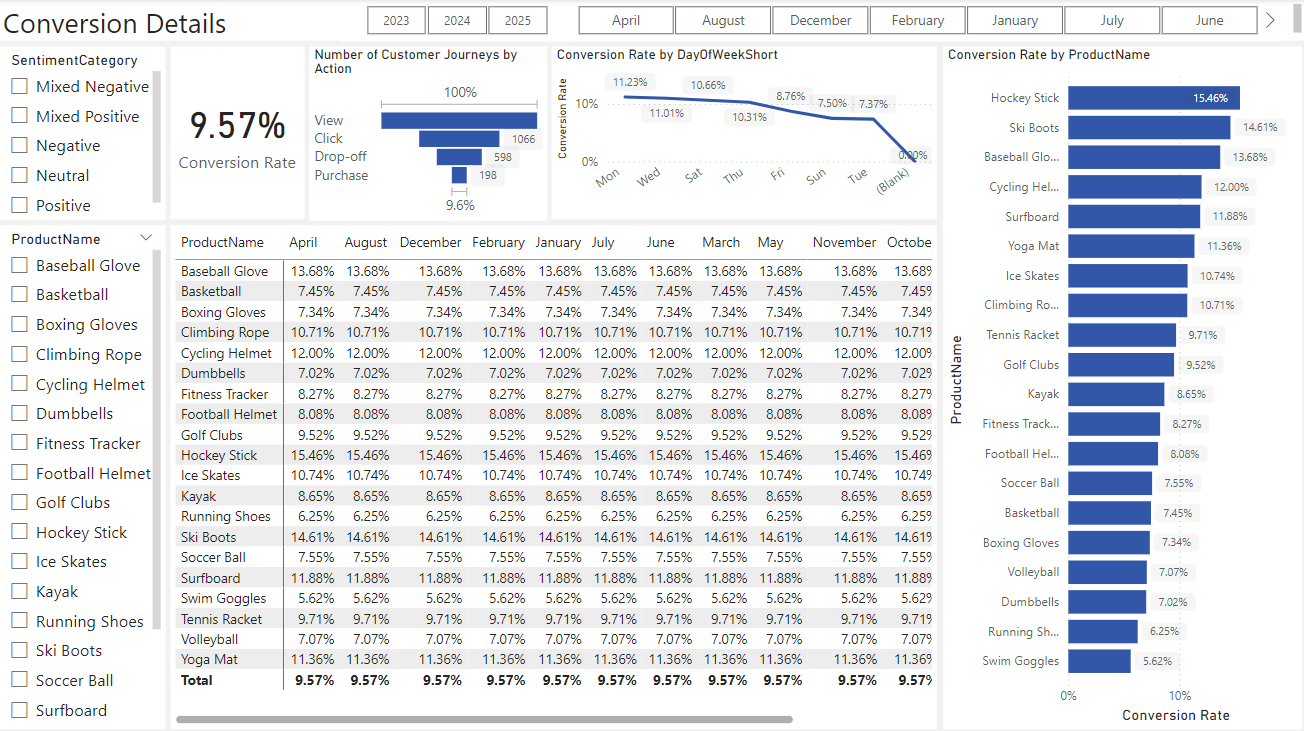 Conversion Details
2023 2024 2025
April August December February January July June
SentimentCategory
Mixed Negative
Mixed Positive
Negative
Neutral
Positive
9.57%
Conversion Rate
Number of Customer Journeys by
Action
100%
View
Click 1066
Drop-off 598
Purchase 198
9.6%
Conversion Rate by DayOfWeekShort
Conversion Rate
10%
0%
11.23% 11.01% 10.66% 10.31% 8.76% 7.50% 7.37% 0.00%
Mon Wed Sat Thu Fri Sun Tue (Blank)
ProductName
Baseball Glove
Basketball
Boxing Gloves
Climbing Rope
Cycling Helmet
Dumbbells
Fitness Tracker
Football Helmet
Golf Clubs
Hockey Stick
Ice Skates
Kayak
Running Shoes
Ski Boots
Soccer Ball
Surfboard
ProductName April August December February January July June March May November Octobe
Baseball Glove 13.68% 13.68% 13.68% 13.68% 13.68% 13.68% 13.68% 13.68% 13.68% 13.68% 13.68%
Basketball 7.45% 7.45% 7.45% 7.45% 7.45% 7.45% 7.45% 7.45% 7.45% 7.45% 7.45%
Boxing Gloves 7.34% 7.34% 7.34% 7.34% 7.34% 7.34% 7.34% 7.34% 7.34% 7.34% 7.34%
Climbing Rope 10.71% 10.71% 10.71% 10.71% 10.71% 10.71% 10.71% 10.71% 10.71% 10.71% 10.71%
Cycling Helmet 12.00% 12.00% 12.00% 12.00% 12.00% 12.00% 12.00% 12.00% 12.00% 12.00% 12.00%
Dumbbells 7.02% 7.02% 7.02% 7.02% 7.02% 7.02% 7.02% 7.02% 7.02% 7.02% 7.02%
Fitness Tracker 8.27% 8.27% 8.27% 8.27% 8.27% 8.27% 8.27% 8.27% 8.27% 8.27% 8.27%
Football Helmet 8.08% 8.08% 8.08% 8.08% 8.08% 8.08% 8.08% 8.08% 8.08% 8.08% 8.08%
Golf Clubs 9.52% 9.52% 9.52% 9.52% 9.52% 9.52% 9.52% 9.52% 9.52% 9.52% 9.52%
Hockey Stick 15.46% 15.46% 15.46% 15.46% 15.46% 15.46% 15.46% 15.46% 15.46% 15.46% 15.46%
Ice Skates 10.74% 10.74% 10.74% 10.74% 10.74% 10.74% 10.74% 10.74% 10.74% 10.74% 10.74%
Kayak 8.65% 8.65% 8.65% 8.65% 8.65% 8.65% 8.65% 8.65% 8.65% 8.65% 8.65%
Running Shoes 6.25% 6.25% 6.25% 6.25% 6.25% 6.25% 6.25% 6.25% 6.25% 6.25% 6.25%
Ski Boots 14.61% 14.61% 14.61% 14.61% 14.61% 14.61% 14.61% 14.61% 14.61% 14.61% 14.61%
Soccer Ball 7.55% 7.55% 7.55% 7.55% 7.55% 7.55% 7.55% 7.55% 7.55% 7.55% 7.55%
Surfboard 11.88% 11.88% 11.88% 11.88% 11.88% 11.88% 11.88% 11.88% 11.88% 11.88% 11.88%
Swim Goggles 5.62% 5.62% 5.62% 5.62% 5.62% 5.62% 5.62% 5.62% 5.62% 5.62% 5.62%
Tennis Racket 9.71% 9.71% 9.71% 9.71% 9.71% 9.71% 9.71% 9.71% 9.71% 9.71% 9.71%
Volleyball 7.07% 7.07% 7.07% 7.07% 7.07% 7.07% 7.07% 7.07% 7.07% 7.07% 7.07%
Yoga Mat 11.36% 11.36% 11.36% 11.36% 11.36% 11.36% 11.36% 11.36% 11.36% 11.36% 11.36%
Total 9.57% 9.57% 9.57% 9.57% 9.57% 9.57% 9.57% 9.57% 9.57% 9.57% 9.57%
Conversion Rate by ProductName
ProductName
Hockey Stick 15.46%
Ski Boots 14.61%
Baseball Glo... 13.68%
Cycling Hel... 12.00%
Surfboard 11.88%
Yoga Mat 11.36%
Ice Skates 10.74%
Climbing Ro... 10.71%
Tennis Racket 9.71%
Golf Clubs 9.52%
Kayak 8.65%
Fitness Track... 8.27%
Football Hel... 8.08%
Soccer Ball 7.55%
Basketball 7.45%
Boxing Gloves 7.34%
Volleyball 7.07%
Dumbbells 7.02%
Running Sh... 6.25%
Swim Goggles 5.62%
0% 10%
Conversion Rate